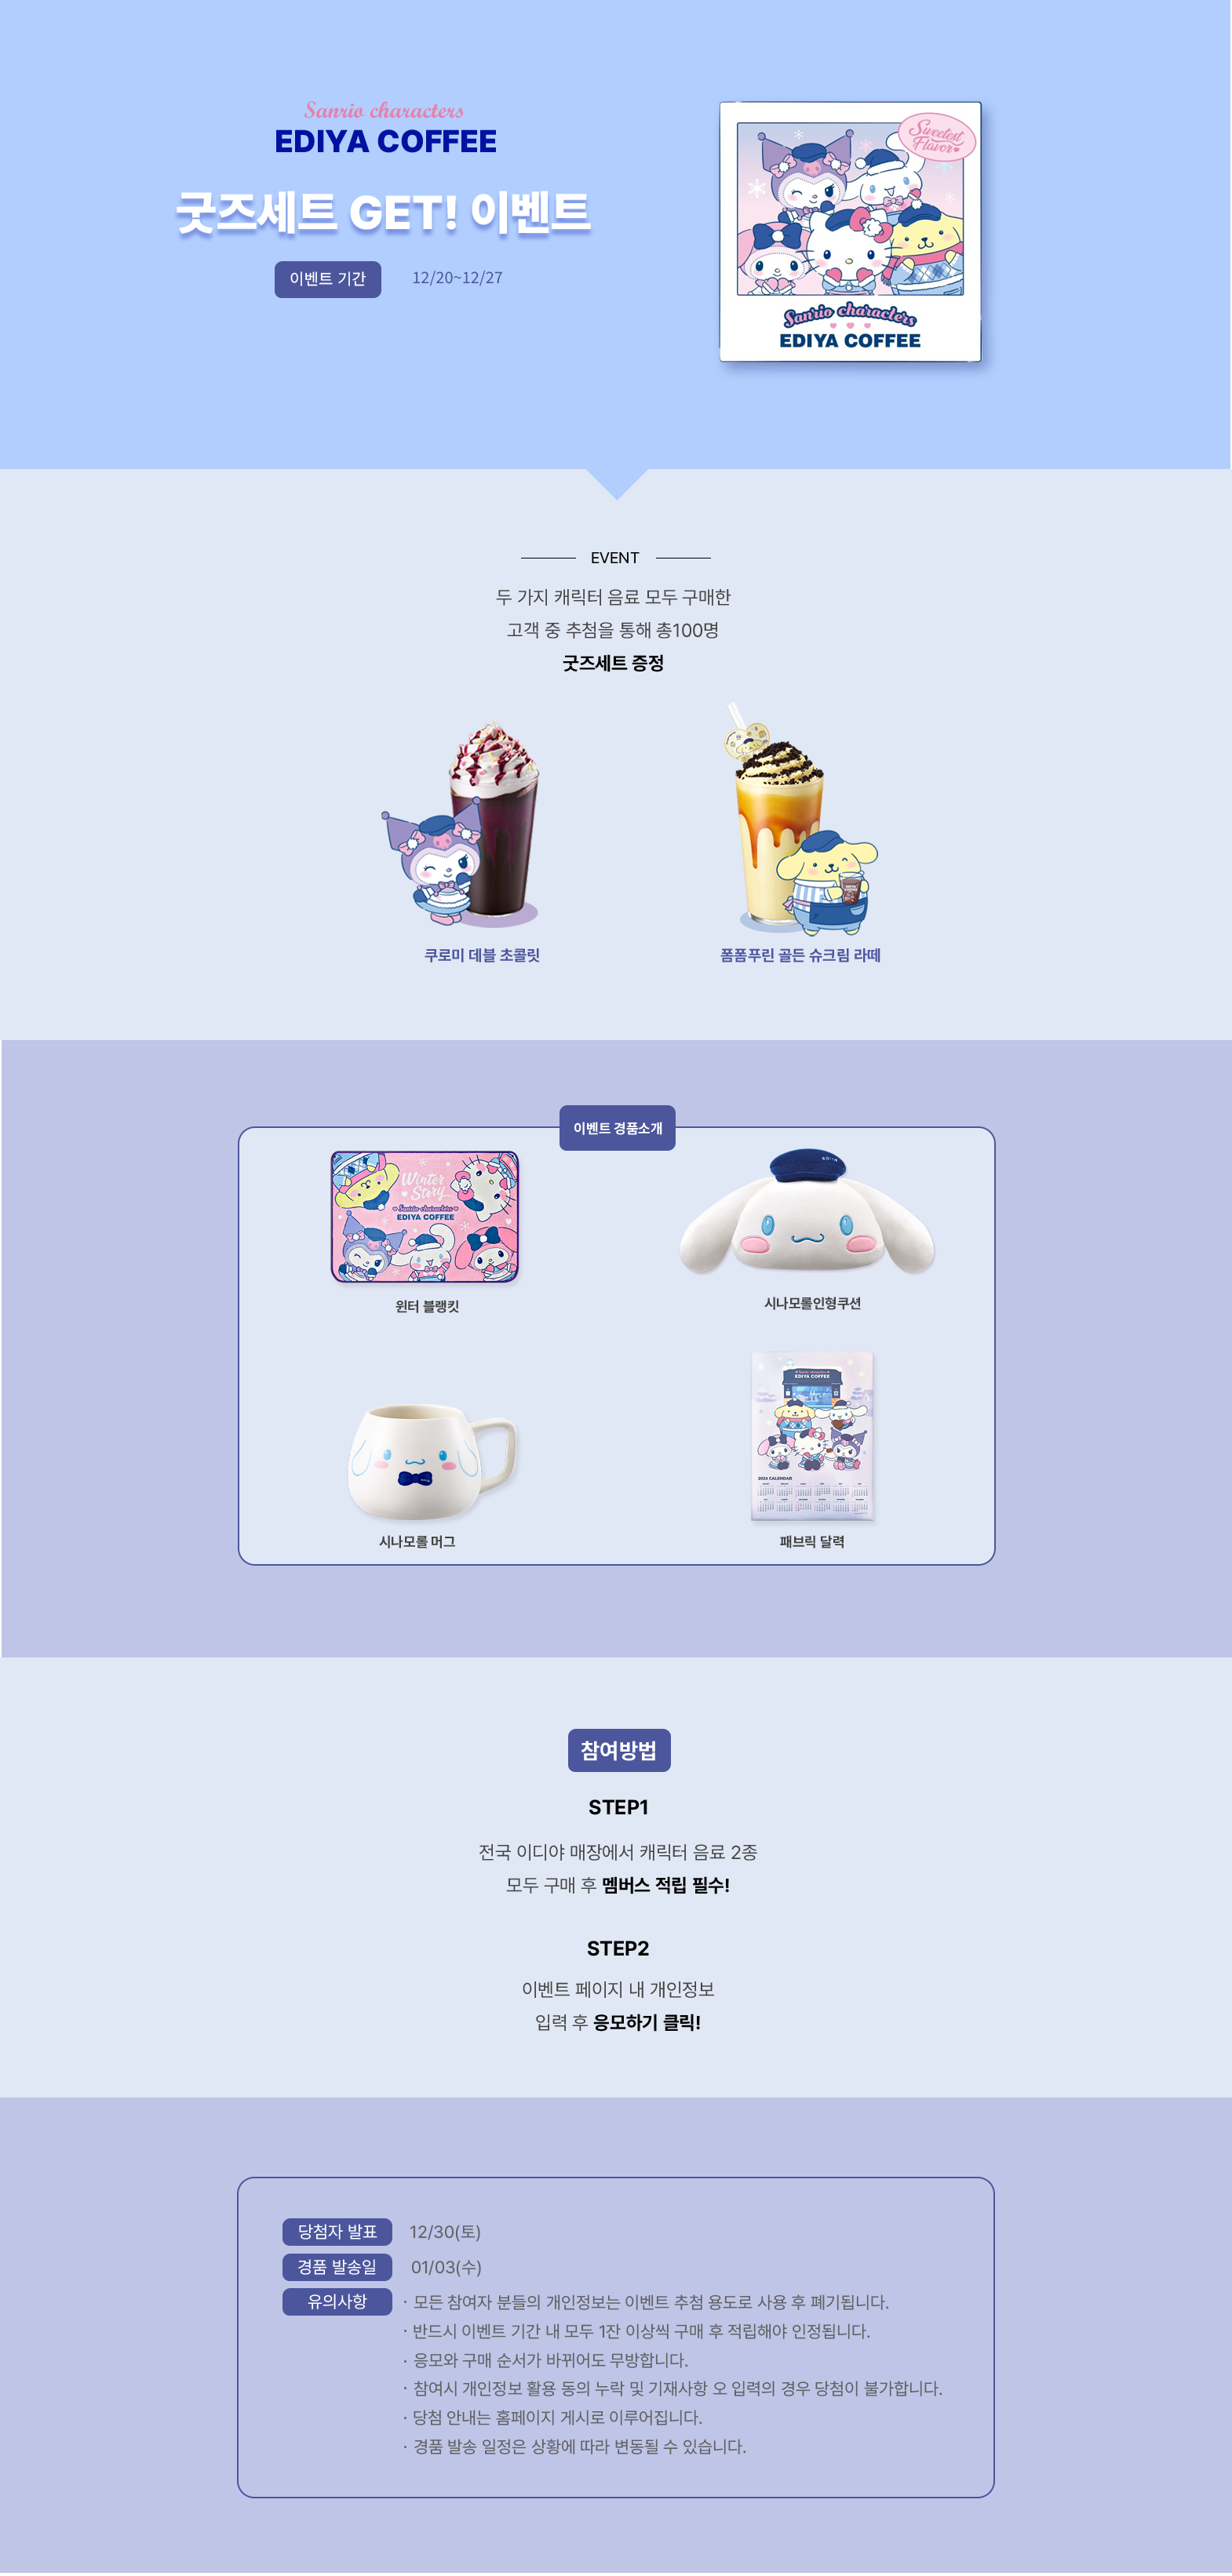 Sanrio characters
EDIYA COFFEE
굿즈세트 GET! 이벤트
이벤트 기간 12/20~12/27
Sweetest
Flavor
Sanrio characters
EDIYA COFFEE
EVENT
두 가지 캐릭터 음료 모두 구매한
고객 중 추첨을 통해 총100명
굿즈세트 증정
쿠로미 데블 초콜릿
폼폼푸린 골든 슈크림 라떼
이벤트 경품소개
Winter
Story
Sanrio characters
EDIYA COFFEE
윈터 블랭킷
시나모롤인형쿠션
시나모롤 머그
Sanrio characters
EDIYA COFFEE
2024 CALENDAR
패브릭 달력
참여방법
STEP1
전국 이디야 매장에서 캐릭터 음료 2종
모두 구매 후 멤버스 적립 필수!
STEP2
이벤트 페이지 내 개인정보
입력 후 응모하기 클릭!
당첨자 발표 12/30(토)
경품 발송일 01/03(수)
유의사항 · 모든 참여자 분들의 개인정보는 이벤트 추첨 용도로 사용 후 폐기됩니다.
· 반드시 이벤트 기간 내 모두 1잔 이상씩 구매 후 적립해야 인정됩니다.
· 응모와 구매 순서가 바뀌어도 무방합니다.
· 참여시 개인정보 활용 동의 누락 및 기재사항 오 입력의 경우 당첨이 불가합니다.
· 당첨 안내는 홈페이지 게시로 이루어집니다.
· 경품 발송 일정은 상황에 따라 변동될 수 있습니다.